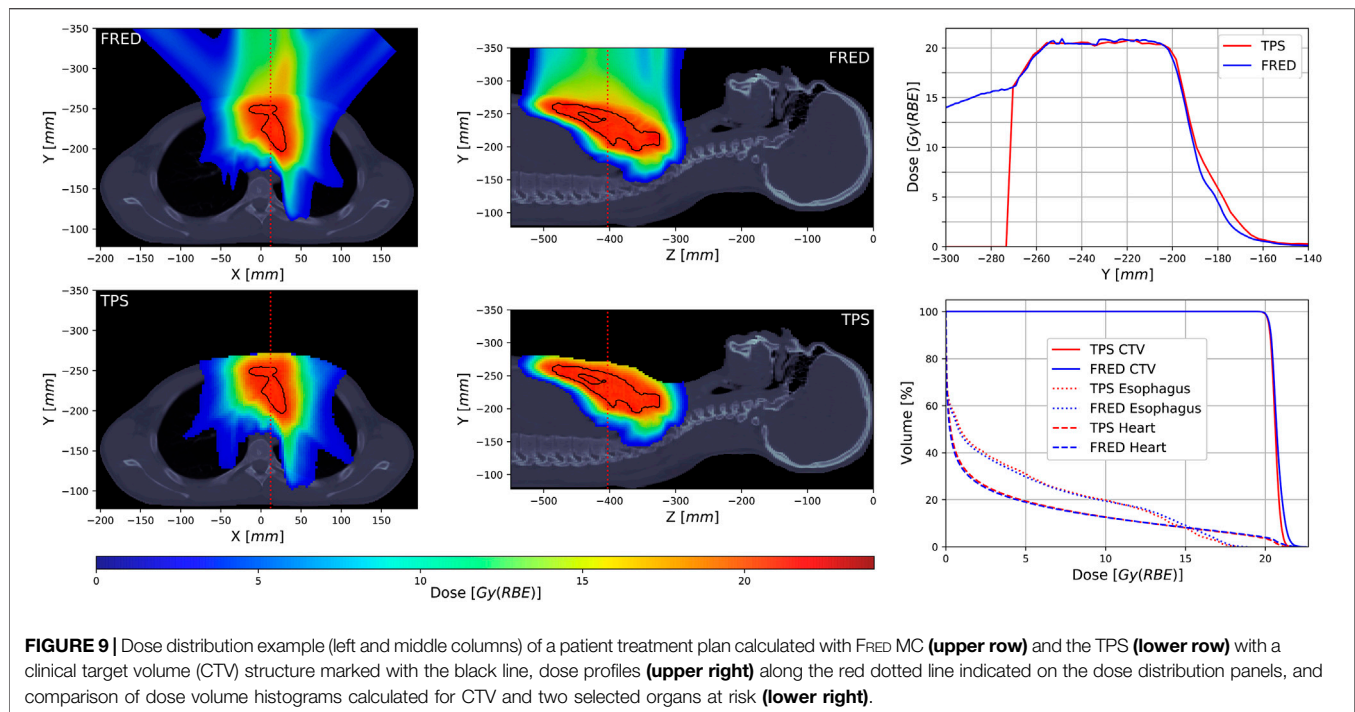 FRED
−350
−300
−250
−200
−150
−100
Y [mm]
−200 −150 −100 −50 0 50 100 150
X [mm]
FRED
−350
−300
−250
−200
−150
−100
Y [mm]
−500 −400 −300 −200 −100 0
Z [mm]
TPS
FRED
20
15
10
5
0
Dose [Gy(RBE)]
−300 −280 −260 −240 −220 −200 −180 −160 −140
Y [mm]
TPS
−350
−300
−250
−200
−150
−100
Y [mm]
−200 −150 −100 −50 0 50 100 150
X [mm]
TPS
−350
−300
−250
−200
−150
−100
Y [mm]
−500 −400 −300 −200 −100 0
Z [mm]
100
80
60
40
20
0
Volume [%]
TPS CTV
FRED CTV
TPS Esophagus
FRED Esophagus
TPS Heart
FRED Heart
0 5 10 15 20
Dose [Gy(RBE)]
0 5 10 15 20
Dose [Gy(RBE)]
FIGURE 9 | Dose distribution example (left and middle columns) of a patient treatment plan calculated with FRED MC (upper row) and the TPS (lower row) with a
clinical target volume (CTV) structure marked with the black line, dose profiles (upper right) along the red dotted line indicated on the dose distribution panels, and
comparison of dose volume histograms calculated for CTV and two selected organs at risk (lower right).